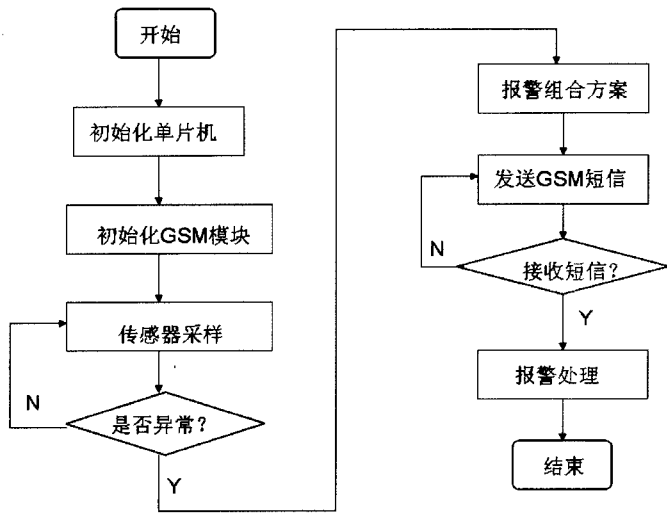 开始
初始化单片机
初始化GSM模块
传感器采样
N
是否异常?
Y
报警组合方案
发送GSM短信
N
接收短信?
Y
报警处理
结束